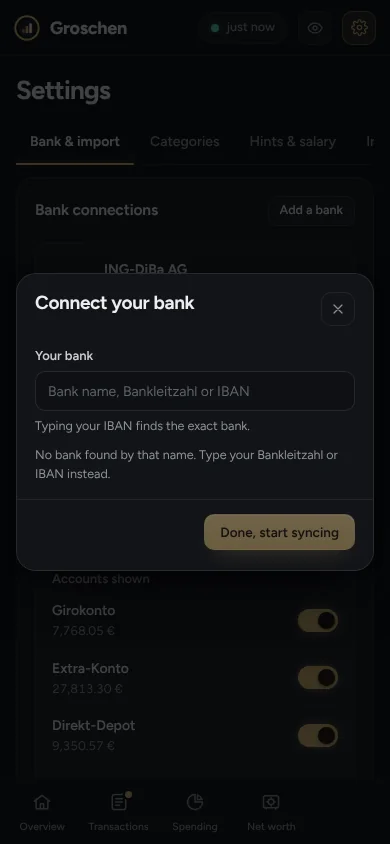 Groschen
just now
Settings
Bank & import
Categories
Hints & salary
Bank connections
Add a bank
ING-DiBa AG
Connect your bank
Your bank
Bank name, Bankleitzahl or IBAN
Typing your IBAN finds the exact bank.
No bank found by that name. Type your Bankleitzahl or
IBAN instead.
Done, start syncing
Accounts shown
Girokonto
7,768.05 €
Extra-Konto
27,813.30 €
Direkt-Depot
9,350.57 €
Overview
Transactions
Spending
Net worth